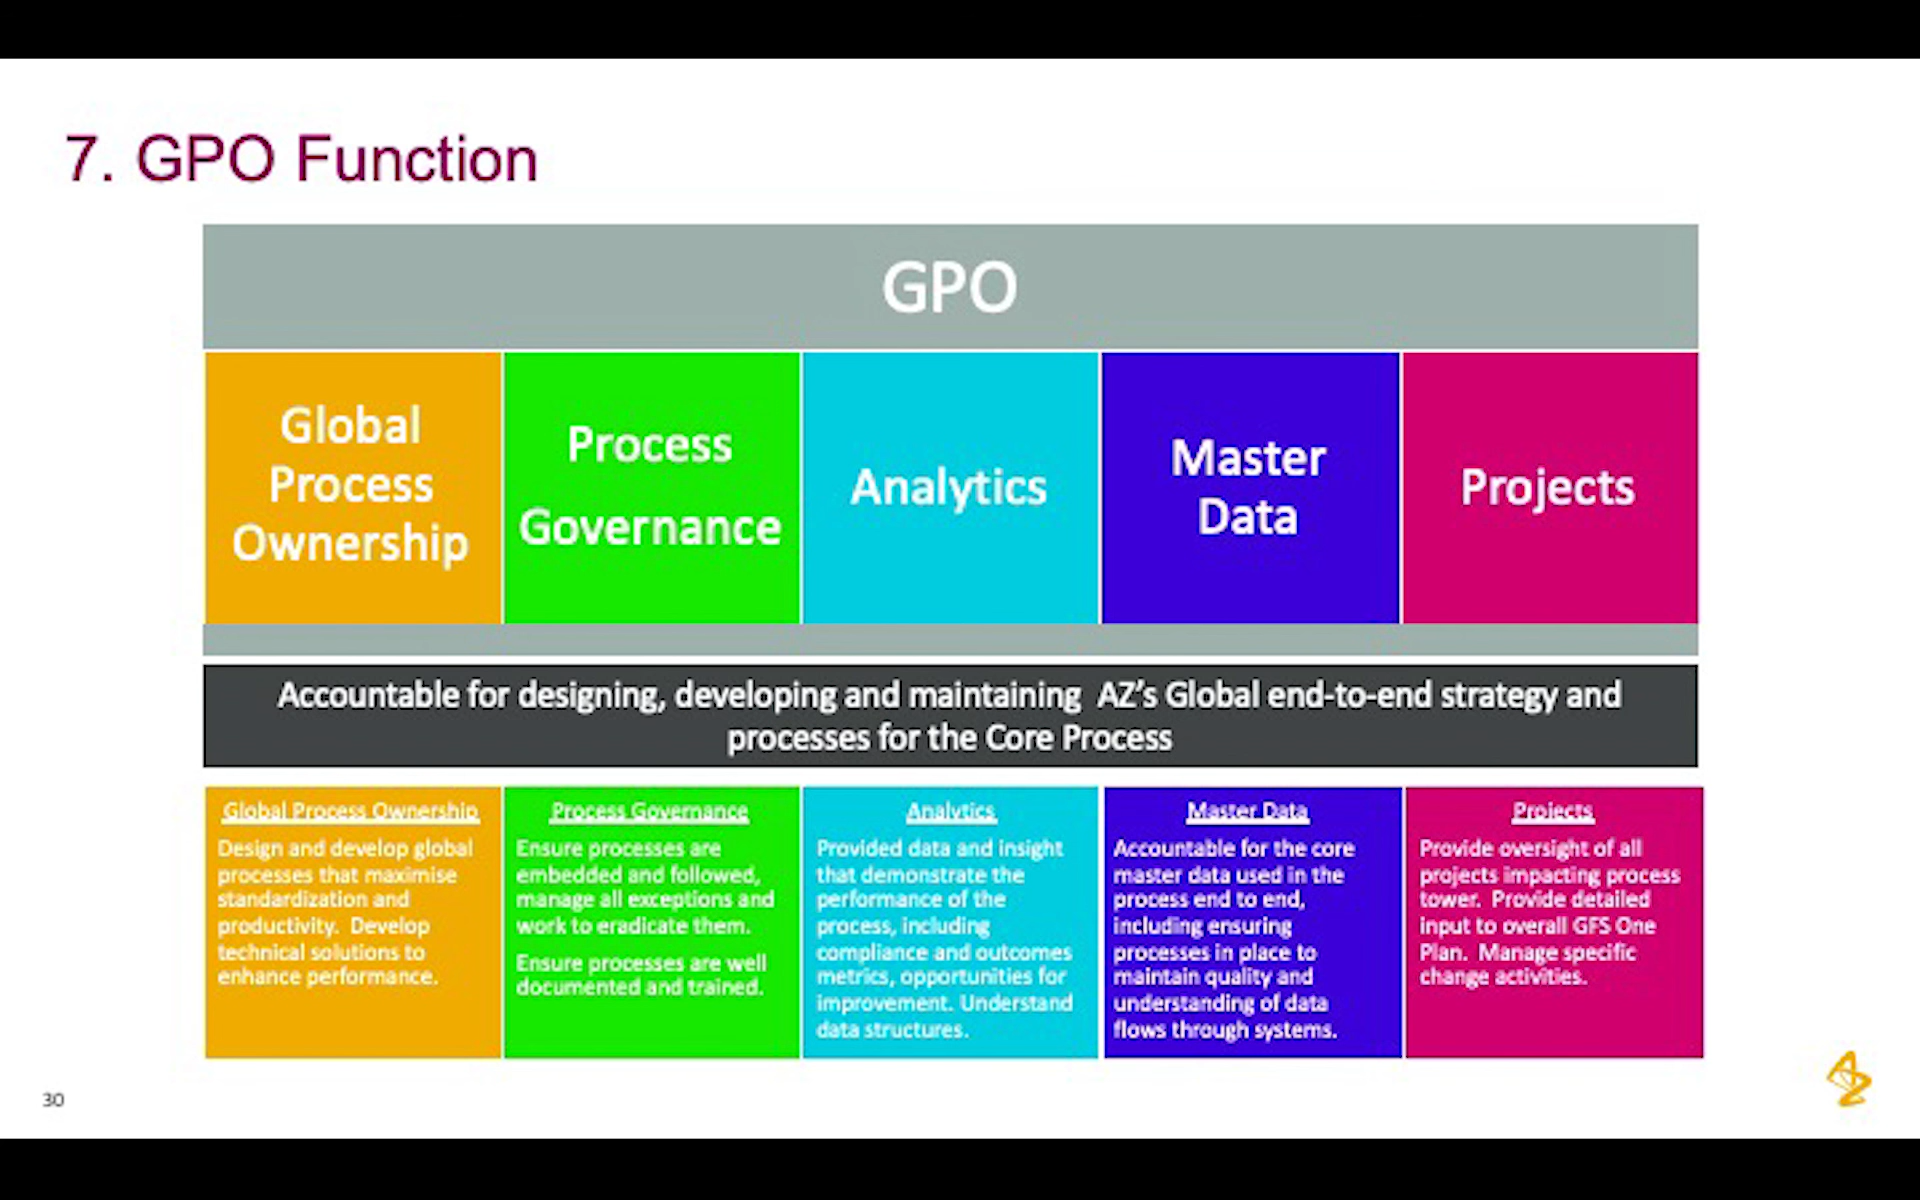 7. GPO Function
GPO
Global
Process
Ownership
Process
Governance
Analytics
Master
Data
Projects
Accountable for designing, developing and maintaining AZ's Global end-to-end strategy and
processes for the Core Process
Global Process Ownership
Design and develop global
processes that maximise
standardization and
productivity. Develop
technical solutions to
enhance performance.
Process Governance
Ensure processes are
embedded and followed,
manage all exceptions and
work to eradicate them.
Ensure processes are well
documented and trained.
Analytics
Provided data and insight
that demonstrate the
performance of the
process, including
compliance and outcomes
metrics, opportunities for
improvement. Understand
data structures.
Master Data
Accountable for the core
master data used in the
process end to end,
including ensuring
processes in place to
maintain quality and
understanding of data
flows through systems.
Projects
Provide oversight of all
projects impacting process
tower. Provide detailed
input to overall GFS One
Plan. Manage specific
change activities.
30